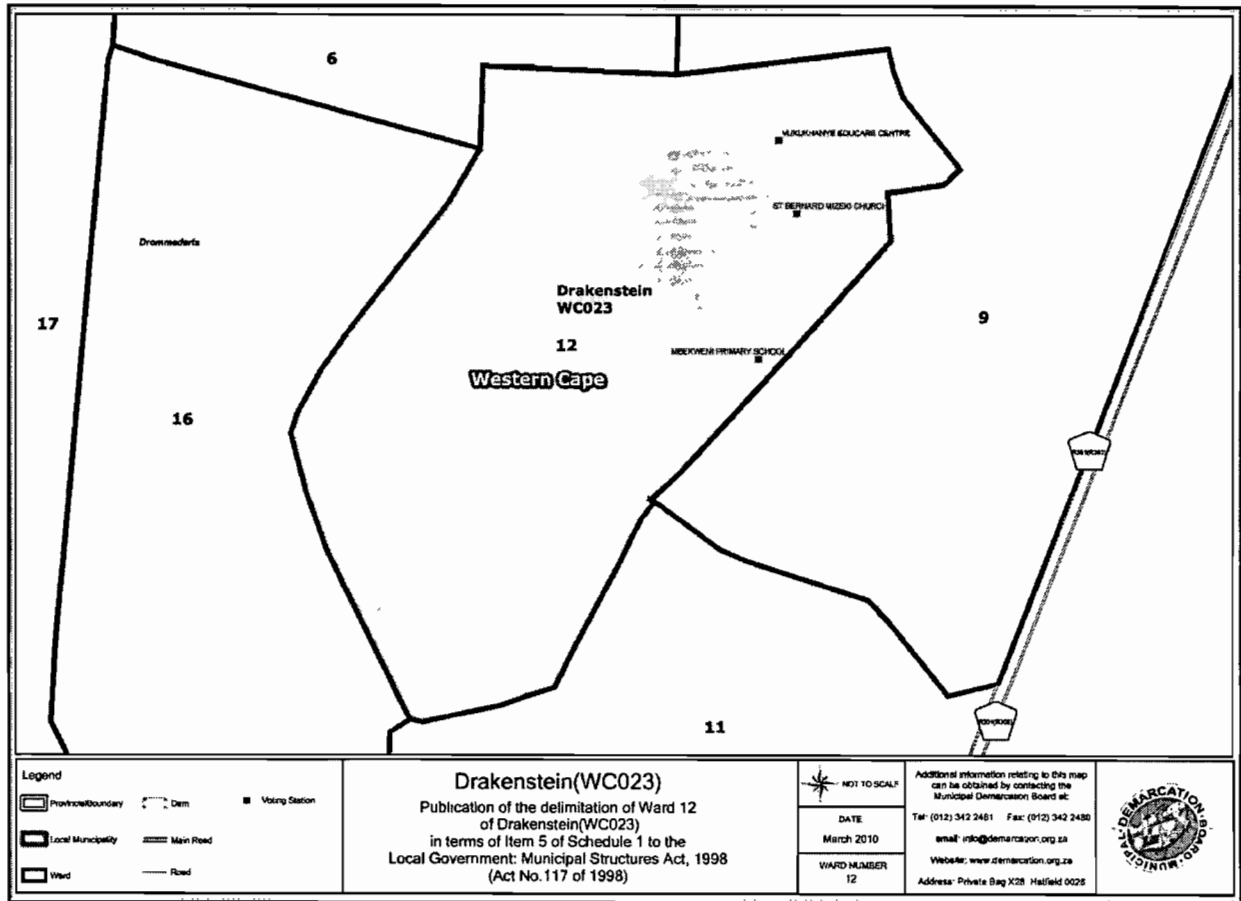 6
VUKUKHANYE EDUCARE CENTRE
ST BERNARD MIZEKI CHURCH
Drommedaris
Drakenstein
WC023
17
9
12
MBEKWENI PRIMARY SCHOOL
Western Cape
16
11
Legend
Provincial Boundary
Dam
Voting Station
Local Municipality
Main Road
Ward
Road
Drakenstein(WC023)
Publication of the delimitation of Ward 12
of Drakenstein(WC023)
in terms of Item 5 of Schedule 1 to the
Local Government: Municipal Structures Act, 1998
(Act No.117 of 1998)
NOT TO SCALE
DATE
March 2010
WARD NUMBER
12
Additional information relating to this map
can be obtained by contacting the
Municipal Demarcation Board at:
Tel: (012) 342 2481 Fax: (012) 342 2480
email: info@demarcation.org.za
Website: www.demarcation.org.za
Address: Private Bag X28 Hatfield 0028
MUNICIPAL DEMARCATION BOARD